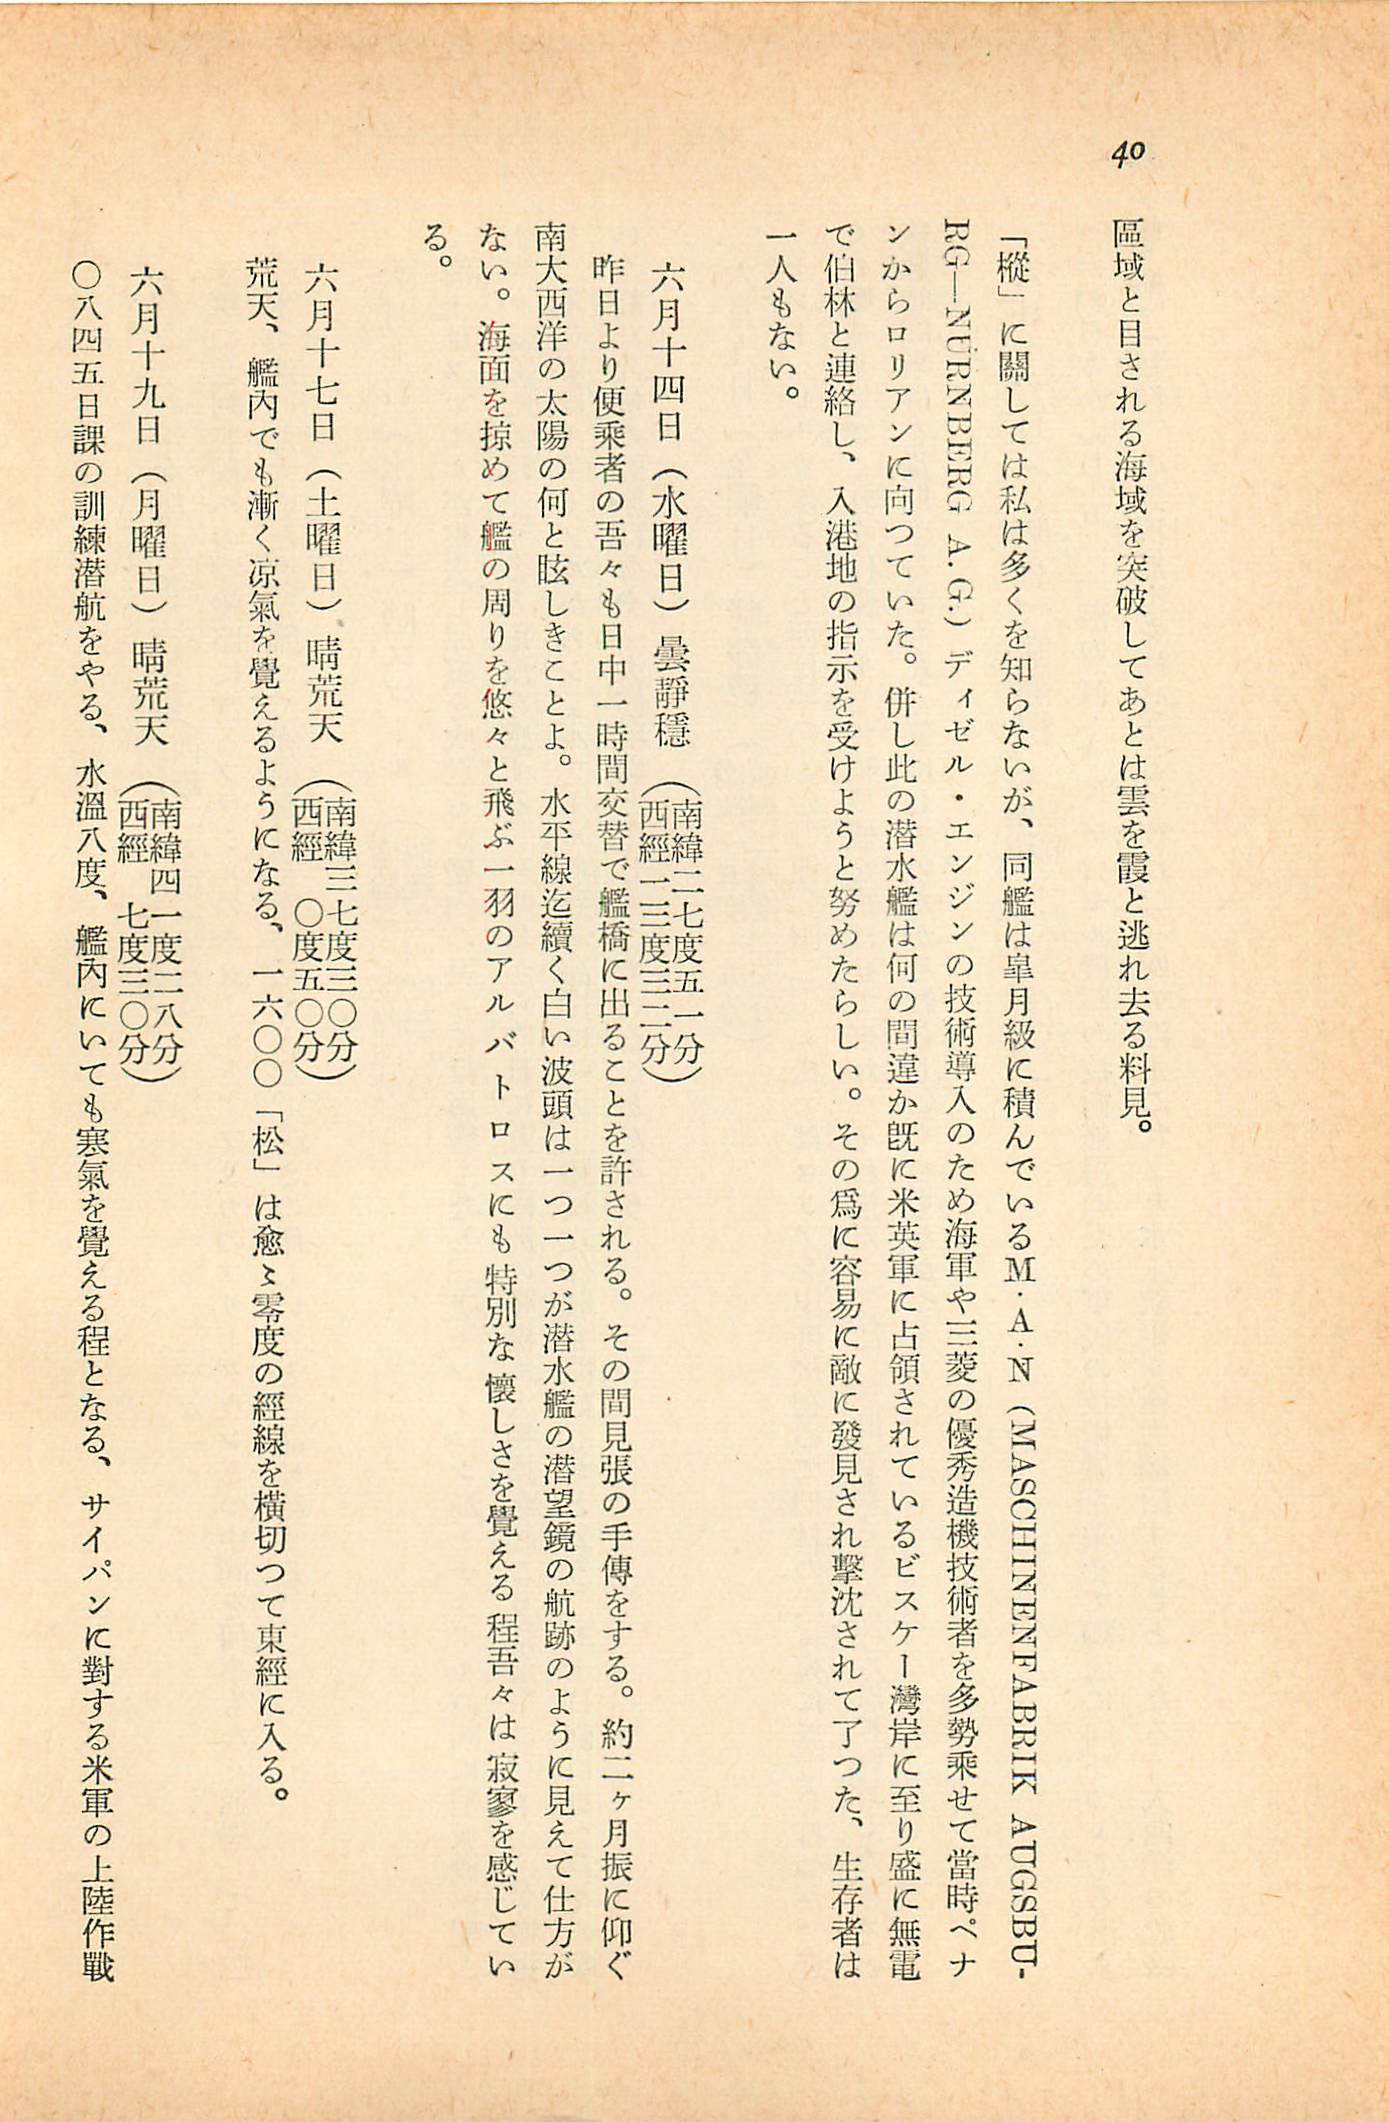 40
區域と目される海域を突破してあとは雲を霞と逃れ去る料見。
「樅」に關しては私は多くを知らないが、同艦は皐月級に積んでいるM・A・N（MASCHINENFABRIK AUGSBU-
RG—NÜRNBERG A.G.）ディゼル・エンジンの技術導入のため海軍や三菱の優秀造機技術者を多勢乘せて當時ペナ
ンからロリアンに向つていた。併し此の潜水艦は何の間違か旣に米英軍に占領されているビスケー灣岸に至り盛に無電
で伯林と連絡し、入港地の指示を受けようと努めたらしい。その爲に容易に敵に發見され擊沈されて了つた、生存者は
一人もない。
六月十四日（水曜日）曇靜穩（南緯二七度五一分
西經一三度三二分）
昨日より便乘者の吾々も日中一時間交替で艦橋に出ることを許される。その間見張の手傳をする。約二ヶ月振に仰ぐ
南大西洋の太陽の何と眩しきことよ。水平線迄續く白い波頭は一つ一つが潜水艦の潜望鏡の航跡のように見えて仕方が
ない。海面を掠めて艦の周りを悠々と飛ぶ一羽のアルバトロスにも特別な懷しさを覺える程吾々は寂寥を感じてい
る。
六月十七日（土曜日）晴荒天（南緯三七度三〇分
西經　〇度五〇分）
荒天、艦內でも漸く凉氣を覺えるようになる、一六〇〇「松」は愈〻零度の經線を横切つて東經に入る。
六月十九日（月曜日）晴荒天（南緯四一度二八分
西經　七度三〇分）
〇八四五日課の訓練潜航をやる、水溫八度、艦內にいても寒氣を覺える程となる、サイパンに對する米軍の上陸作戰